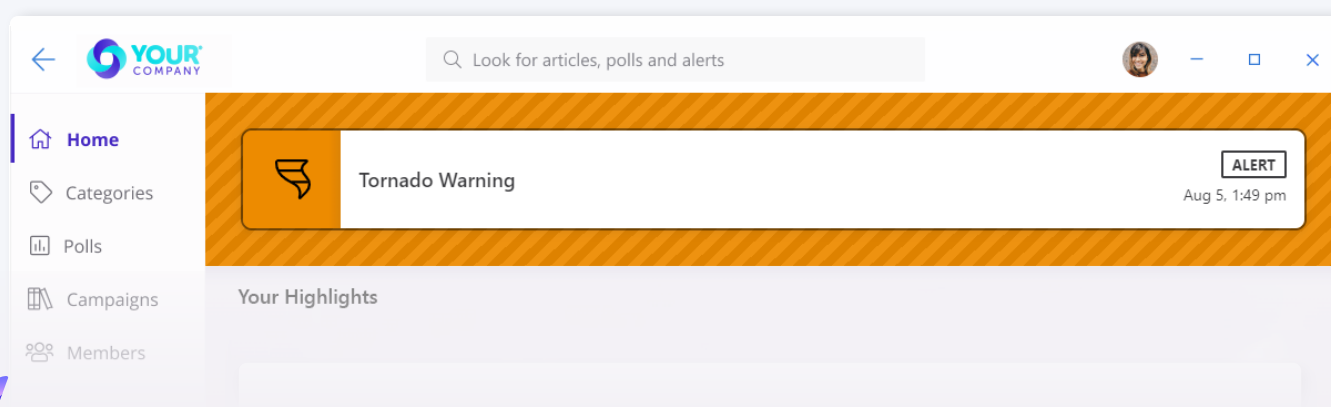 YOUR
COMPANY
Look for articles, polls and alerts
Home
Categories
Polls
Campaigns
Members
Tornado Warning
ALERT
Aug 5, 1:49 pm
Your Highlights